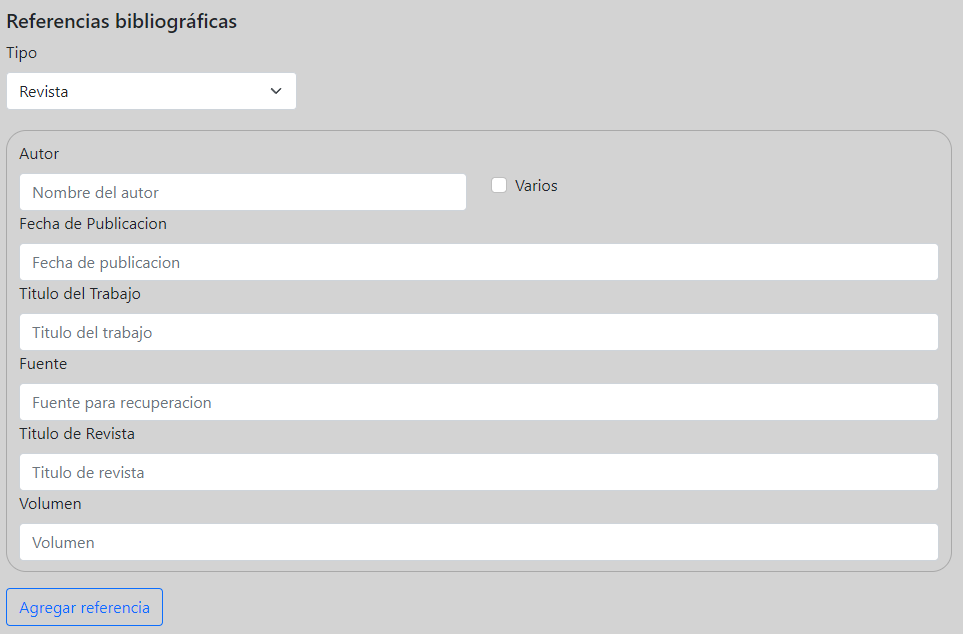 Referencias bibliográficas
Tipo
Revista
Autor
Nombre del autor
Varios
Fecha de Publicacion
Fecha de publicacion
Titulo del Trabajo
Titulo del trabajo
Fuente
Fuente para recuperacion
Titulo de Revista
Titulo de revista
Volumen
Volumen
Agregar referencia